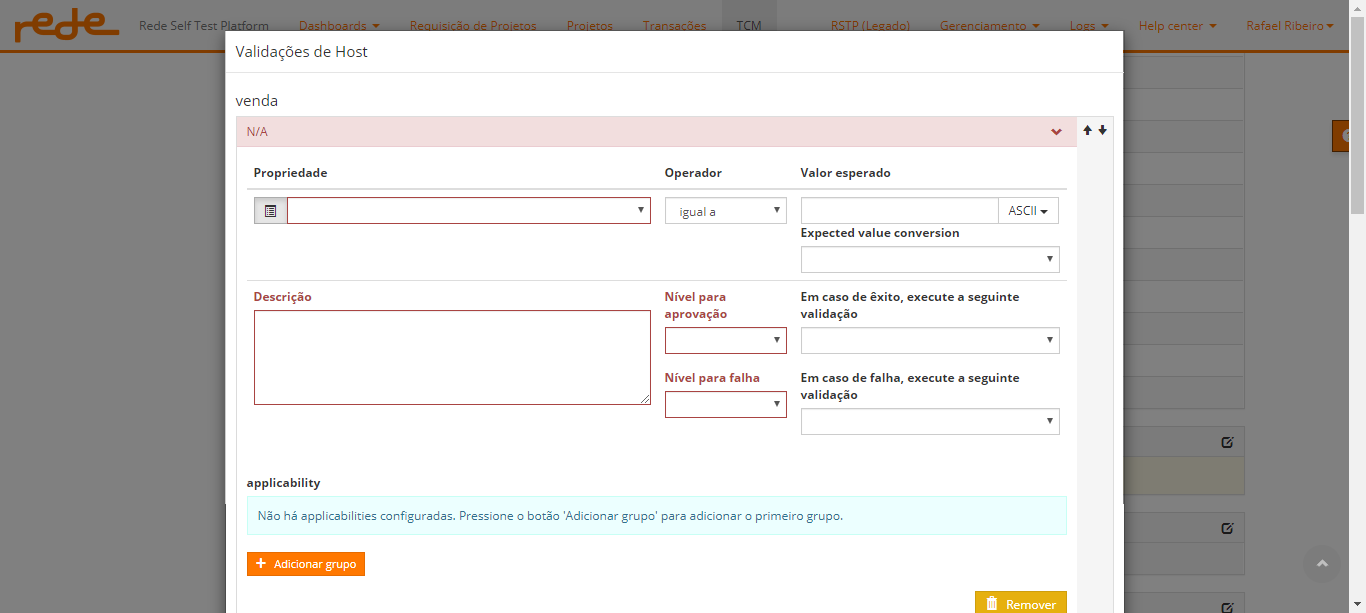 rede
Rede Self Test Platform
Dashboards
Requisição de Projetos
Projetos
Transações
TCM
RSTP (Legado)
Gerenciamento
Logs
Help center
Rafael Ribeiro
Validações de Host
venda
N/A
Propriedade
Operador
Valor esperado
igual a
ASCII
Expected value conversion
Descrição
Nível para
aprovação
Em caso de êxito, execute a seguinte
validação
Nível para falha
Em caso de falha, execute a seguinte
validação
applicability
Não há applicabilities configuradas. Pressione o botão 'Adicionar grupo' para adicionar o primeiro grupo.
Adicionar grupo
Remover